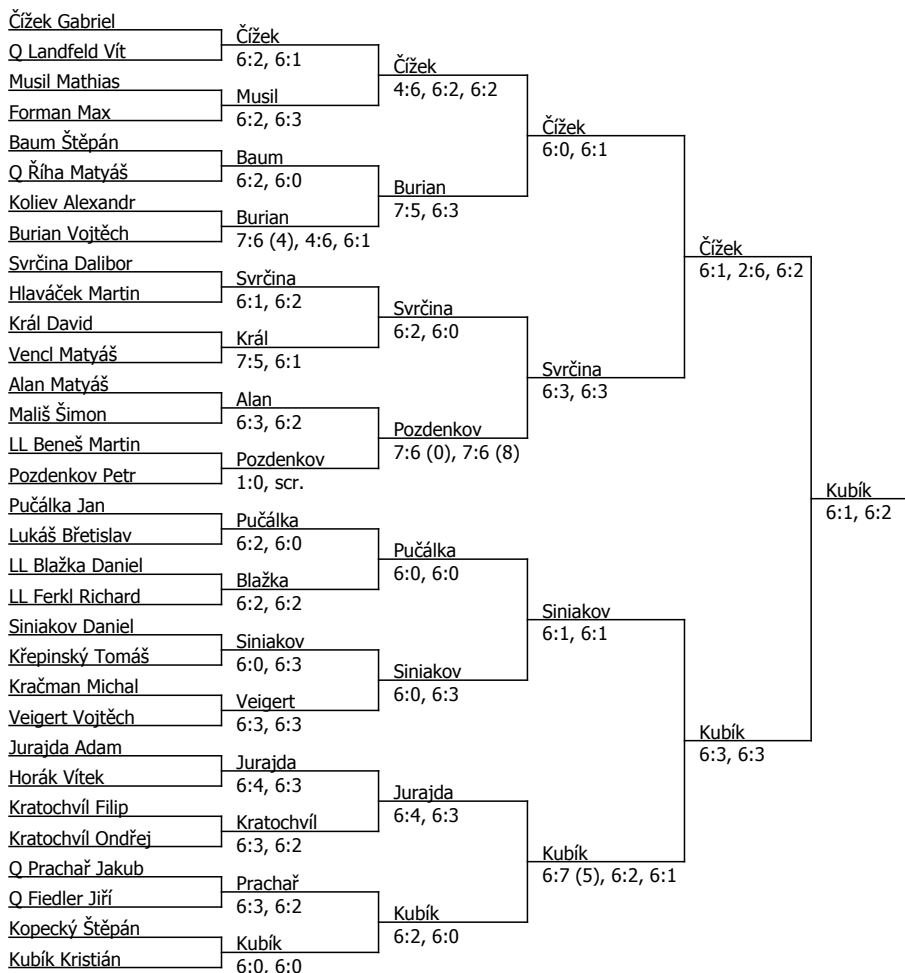 Čížek Gabriel
Q Landfeld Vít
Musil Mathias
Forman Max
Baum Štěpán
Q Říha Matyáš
Koliev Alexandr
Burian Vojtěch
Svrčina Dalibor
Hlaváček Martin
Král David
Vencl Matyáš
Alan Matyáš
Mališ Šimon
LL Beneš Martin
Pozdenkov Petr
Pučálka Jan
Lukáš Břetislav
LL Blažka Daniel
LL Ferkl Richard
Siniakov Daniel
Křepinský Tomáš
Kračman Michal
Veigert Vojtěch
Jurajda Adam
Horák Vítek
Kratochvíl Filip
Kratochvíl Ondřej
Q Prachař Jakub
Q Fiedler Jiří
Kopecký Štěpán
Kubík Kristián
Čížek
6:2, 6:1
Musil
6:2, 6:3
Baum
6:2, 6:0
Burian
7:6 (4), 4:6, 6:1
Svrčina
6:1, 6:2
Král
7:5, 6:1
Alan
6:3, 6:2
Pozdenkov
1:0, scr.
Pučálka
6:2, 6:0
Blažka
6:2, 6:2
Siniakov
6:0, 6:3
Veigert
6:3, 6:3
Jurajda
6:4, 6:3
Kratochvíl
6:3, 6:2
Prachař
6:3, 6:2
Kubík
6:0, 6:0
Čížek
4:6, 6:2, 6:2
Burian
7:5, 6:3
Svrčina
6:2, 6:0
Pozdenkov
7:6 (0), 7:6 (8)
Pučálka
6:0, 6:0
Siniakov
6:0, 6:3
Jurajda
6:4, 6:3
Kubík
6:2, 6:0
Čížek
6:0, 6:1
Svrčina
6:3, 6:3
Siniakov
6:1, 6:1
Kubík
6:7 (5), 6:2, 6:1
Čížek
6:1, 2:6, 6:2
Kubík
6:3, 6:3
Kubík
6:1, 6:2